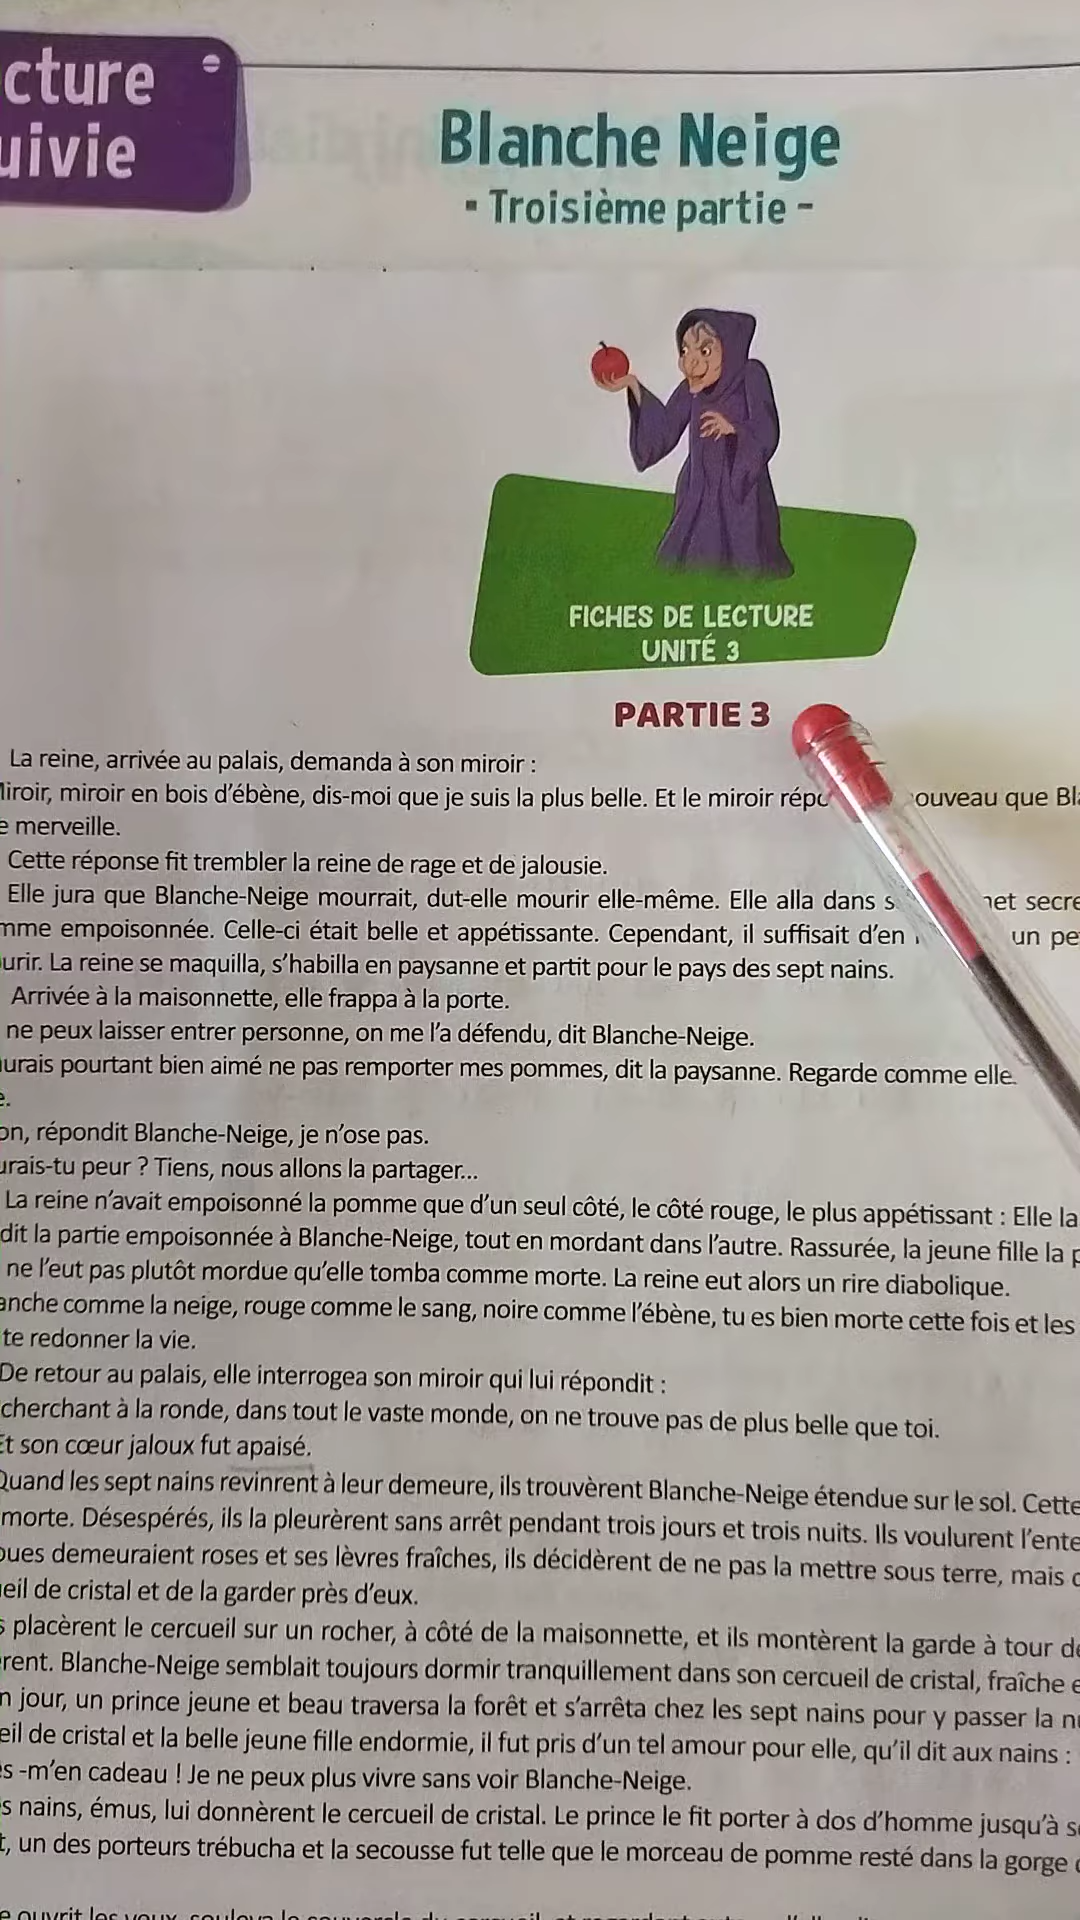 cture
uivie
Blanche Neige
- Troisième partie -
FICHES DE LECTURE
UNITÉ 3
PARTIE 3
La reine, arrivée au palais, demanda à son miroir :
Miroir, miroir en bois d'ébène, dis-moi que je suis la plus belle. Et le miroir répo ouveau que Bla
e merveille.
Cette réponse fit trembler la reine de rage et de jalousie.
Elle jura que Blanche-Neige mourrait, dut-elle mourir elle-même. Elle alla dans s net secre
mme empoisonnée. Celle-ci était belle et appétissante. Cependant, il suffisait d'en un pe
urir. La reine se maquilla, s'habilla en paysanne et partit pour le pays des sept nains.
Arrivée à la maisonnette, elle frappa à la porte.
ne peux laisser entrer personne, on me l'a défendu, dit Blanche-Neige.
urais pourtant bien aimé ne pas remporter mes pommes, dit la paysanne. Regarde comme elle
e.
on, répondit Blanche-Neige, je n'ose pas.
urais-tu peur ? Tiens, nous allons la partager...
La reine n'avait empoisonné la pomme que d'un seul côté, le côté rouge, le plus appétissant : Elle la
dit la partie empoisonnée à Blanche-Neige, tout en mordant dans l'autre. Rassurée, la jeune fille la p
ne l'eut pas plutôt mordue qu'elle tomba comme morte. La reine eut alors un rire diabolique.
anche comme la neige, rouge comme le sang, noire comme l'ébène, tu es bien morte cette fois et les
te redonner la vie.
De retour au palais, elle interrogea son miroir qui lui répondit :
cherchant à la ronde, dans tout le vaste monde, on ne trouve pas de plus belle que toi.
Et son cœur jaloux fut apaisé.
Quand les sept nains revinrent à leur demeure, ils trouvèrent Blanche-Neige étendue sur le sol. Cette
morte. Désespérés, ils la pleurèrent sans arrêt pendant trois jours et trois nuits. Ils voulurent l'ente
oues demeuraient roses et ses lèvres fraîches, ils décidèrent de ne pas la mettre sous terre, mais d
ueil de cristal et de la garder près d'eux.
s placèrent le cercueil sur un rocher, à côté de la maisonnette, et ils montèrent la garde à tour de
rent. Blanche-Neige semblait toujours dormir tranquillement dans son cercueil de cristal, fraîche e
n jour, un prince jeune et beau traversa la forêt et s'arrêta chez les sept nains pour y passer la nu
eil de cristal et la belle jeune fille endormie, il fut pris d'un tel amour pour elle, qu'il dit aux nains :
es -m'en cadeau ! Je ne peux plus vivre sans voir Blanche-Neige.
s nains, émus, lui donnèrent le cercueil de cristal. Le prince le fit porter à dos d'homme jusqu'à so
t, un des porteurs trébucha et la secousse fut telle que le morceau de pomme resté dans la gorge d